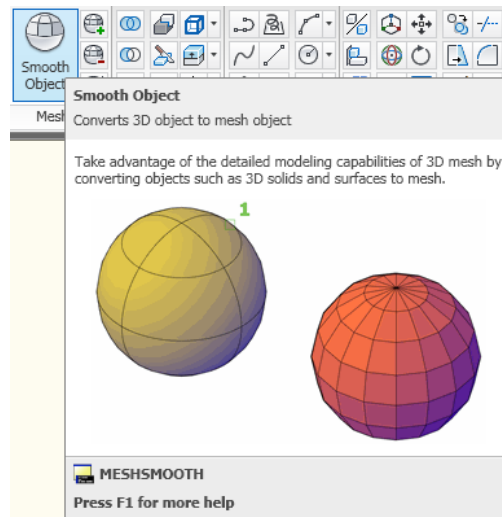 Smooth
Object
Mesh
Smooth Object
Converts 3D object to mesh object
Take advantage of the detailed modeling capabilities of 3D mesh by
converting objects such as 3D solids and surfaces to mesh.
1
MESHSMOOTH
Press F1 for more help